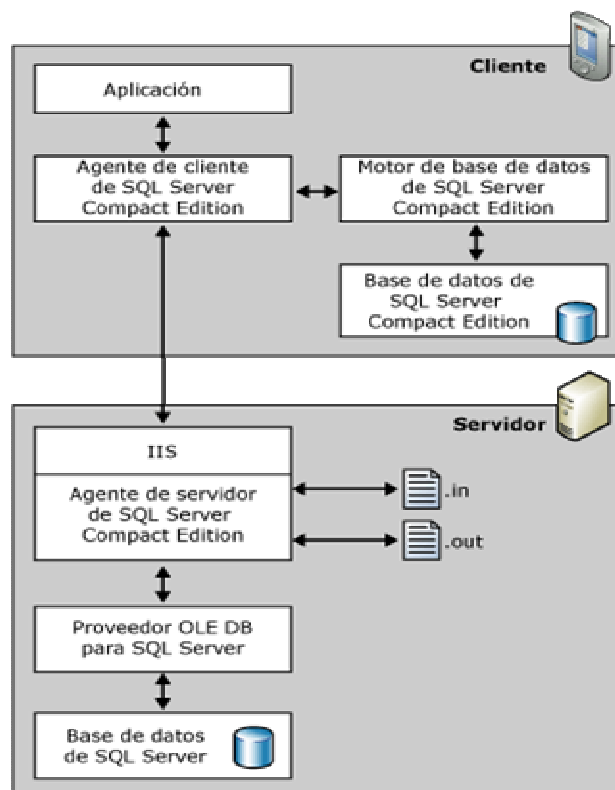 Cliente
Aplicación
Agente de cliente
de SQL Server
Compact Edition
Motor de base de datos
de SQL Server
Compact Edition
Base de datos de
SQL Server
Compact Edition
Servidor
IIS
Agente de servidor
de SQL Server
Compact Edition
.in
.out
Proveedor OLE DB
para SQL Server
Base de datos
de SQL Server